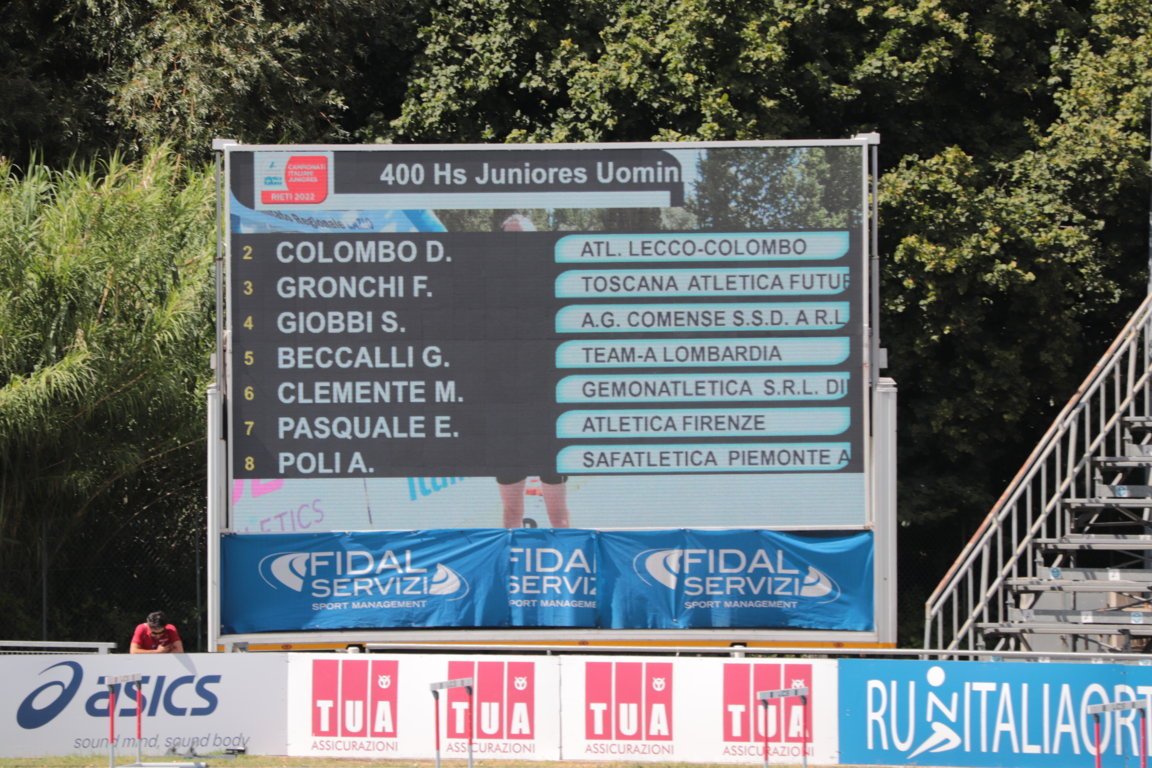 CAMPIONATI
ITALIANI
JUNIORES
RIETI 2022
400 Hs Juniores Uomin
Regionale
2 COLOMBO D. ATL. LECCO-COLOMBO
3 GRONCHI F. TOSCANA ATLETICA FUTUR
4 GIOBBI S. A.G. COMENSE S.S.D. A R.L
5 BECCALLI G. TEAM-A LOMBARDIA
6 CLEMENTE M. GEMONATLETICA S.R.L. DI
7 PASQUALE E. ATLETICA FIRENZE
8 POLI A. SAFATLETICA PIEMONTE A
FIDAL SERVIZI
SPORT MANAGEMENT
FIDAL SERVIZI
SPORT MANAGEMENT
FIDAL SERVIZI
SPORT MANAGEMENT
asics
sound mind, sound body
TUA
ASSICURAZIONI
TUA
ASSICURAZIONI
TUA
ASSICURAZIONI
TUA
ASSICURAZIONI
RUNITALIAORT